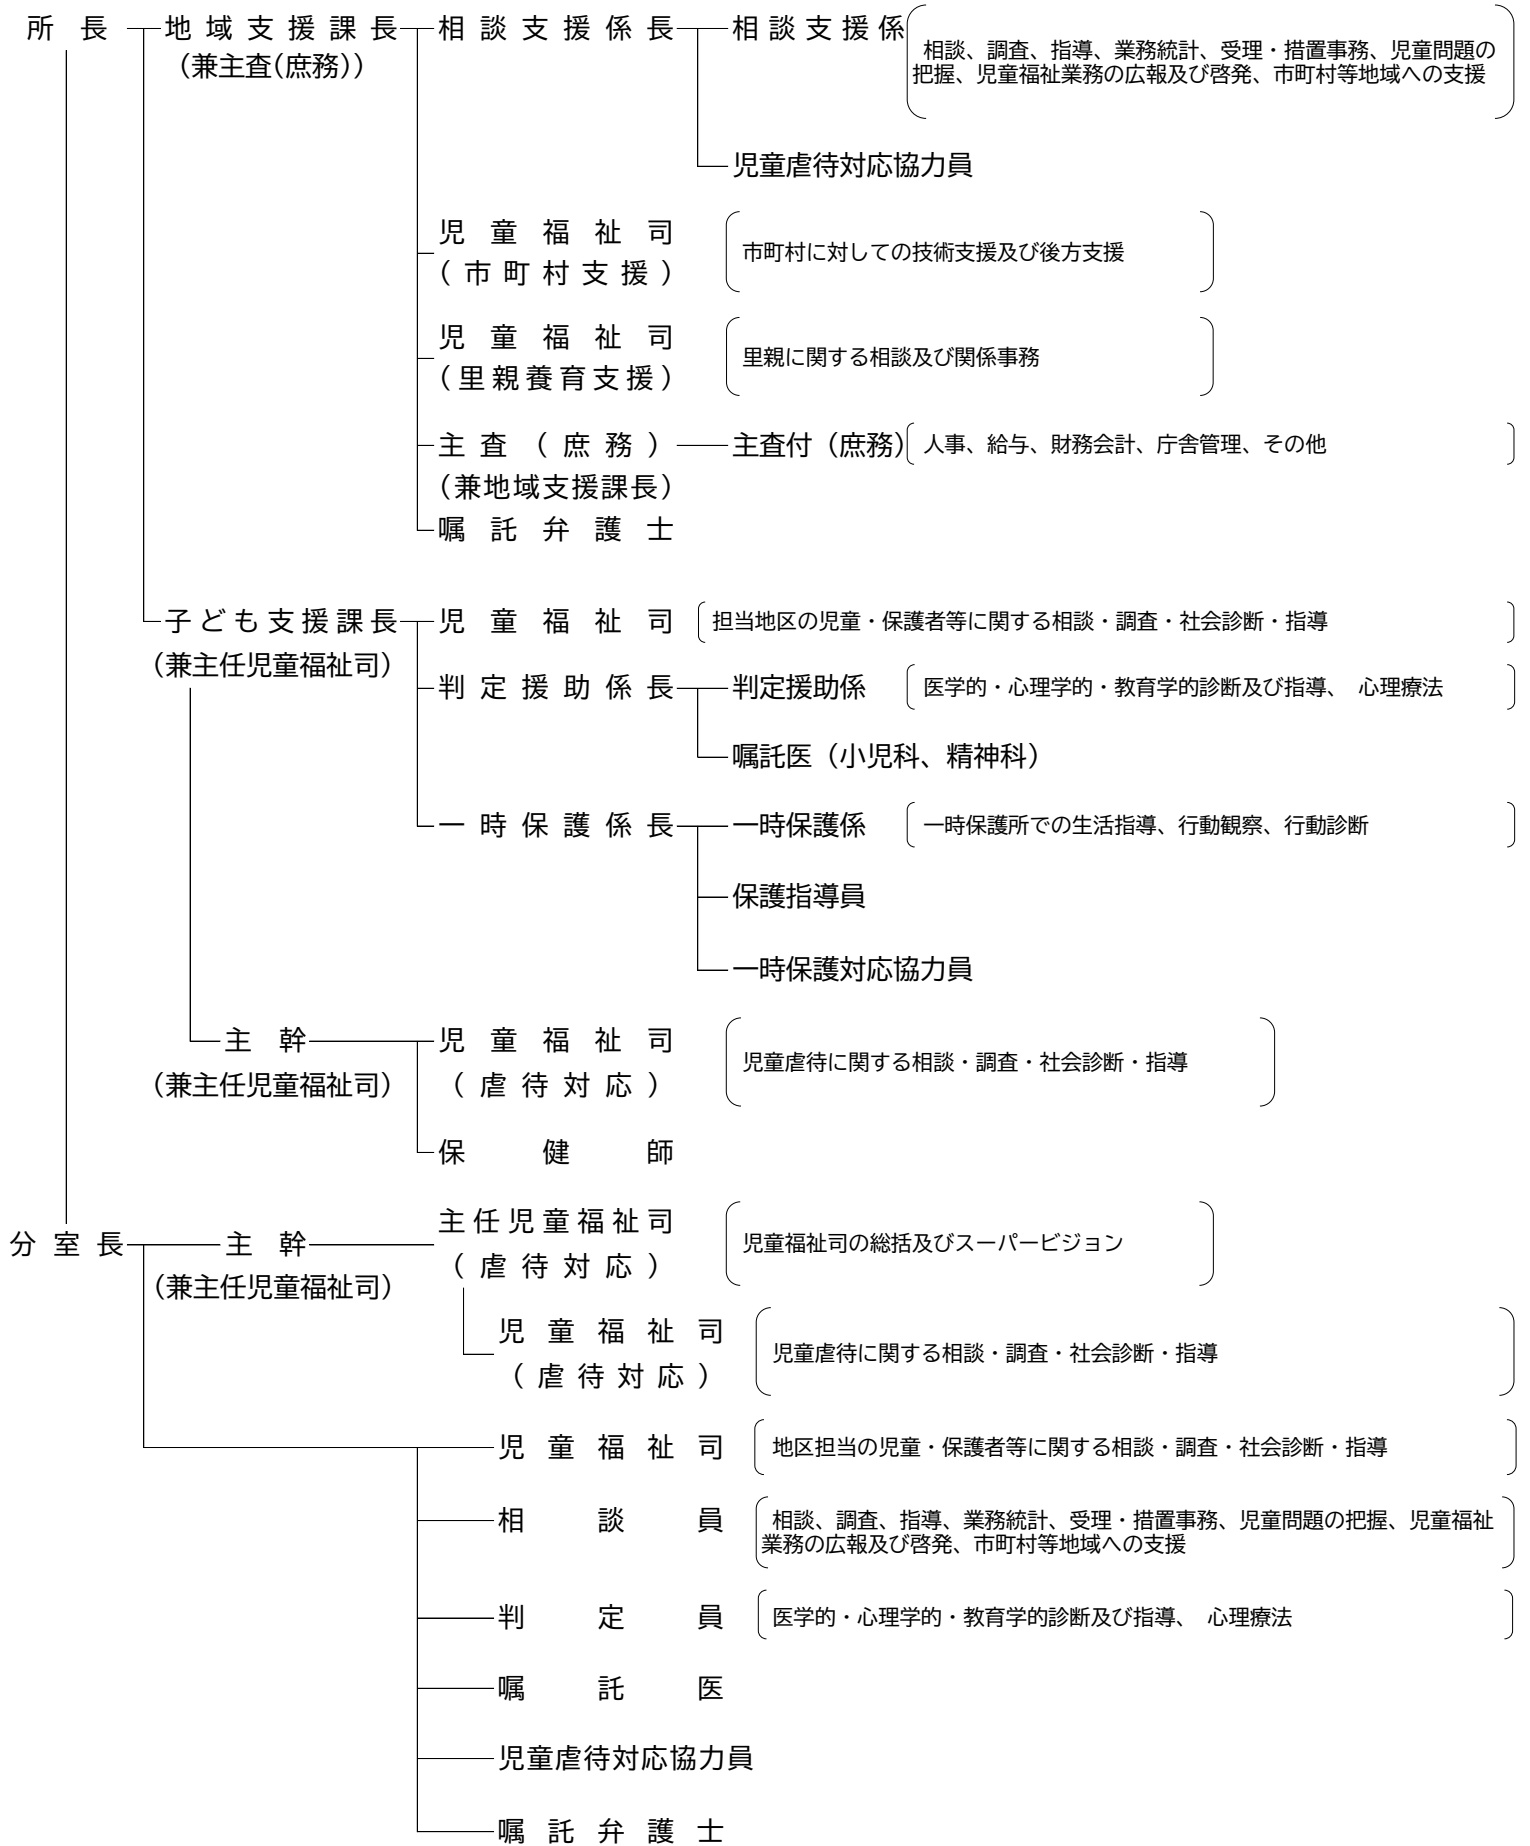 所長 地域支援課長 相談支援係長 相談支援係 相談、調査、指導、業務統計、受理・措置事務、児童問題の
(兼主査(庶務)) 把握、児童福祉業務の広報及び啓発、市町村等地域への支援
児童虐待対応協力員
児童福祉司
(市町村支援) 市町村に対しての技術支援及び後方支援
児童福祉司
(里親養育支援) 里親に関する相談及び関係事務
主査(庶務) 主査付(庶務) 人事、給与、財務会計、庁舎管理、その他
(兼地域支援課長)
嘱託弁護士
子ども支援課長 児童福祉司 担当地区の児童・保護者等に関する相談・調査・社会診断・指導
(兼主任児童福祉司)
判定援助係長 判定援助係 医学的・心理学的・教育学的診断及び指導、 心理療法
嘱託医(小児科、精神科)
一時保護係長 一時保護係 一時保護所での生活指導、行動観察、行動診断
保護指導員
一時保護対応協力員
主幹 児童福祉司
(兼主任児童福祉司) (虐待対応) 児童虐待に関する相談・調査・社会診断・指導
保健師
分室長 主幹 主任児童福祉司
(兼主任児童福祉司) (虐待対応) 児童福祉司の総括及びスーパービジョン
児童福祉司
(虐待対応) 児童虐待に関する相談・調査・社会診断・指導
児童福祉司 地区担当の児童・保護者等に関する相談・調査・社会診断・指導
相談員 相談、調査、指導、業務統計、受理・措置事務、児童問題の把握、児童福祉
業務の広報及び啓発、市町村等地域への支援
判定員 医学的・心理学的・教育学的診断及び指導、 心理療法
嘱託医
児童虐待対応協力員
嘱託弁護士